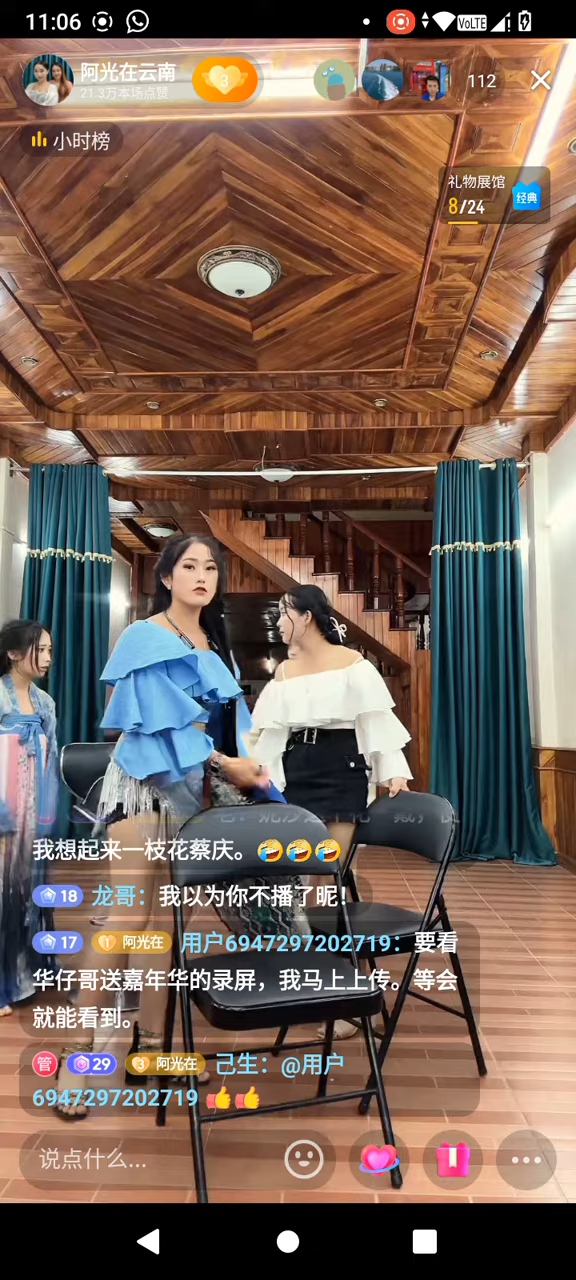 11:06
VoLTE
阿光在云南
3
21.3万本场点赞
112
小时榜
礼物展馆
8/24
经典
我想起来一枝花蔡庆。🤣🤣🤣
18 龙哥：我以为你不播了呢！
17 1 阿光在 用户6947297202719：要看
华仔哥送嘉年华的录屏，我马上上传。等会
就能看到。
管 29 3 阿光在 己生：@用户
6947297202719 👍👍
说点什么...